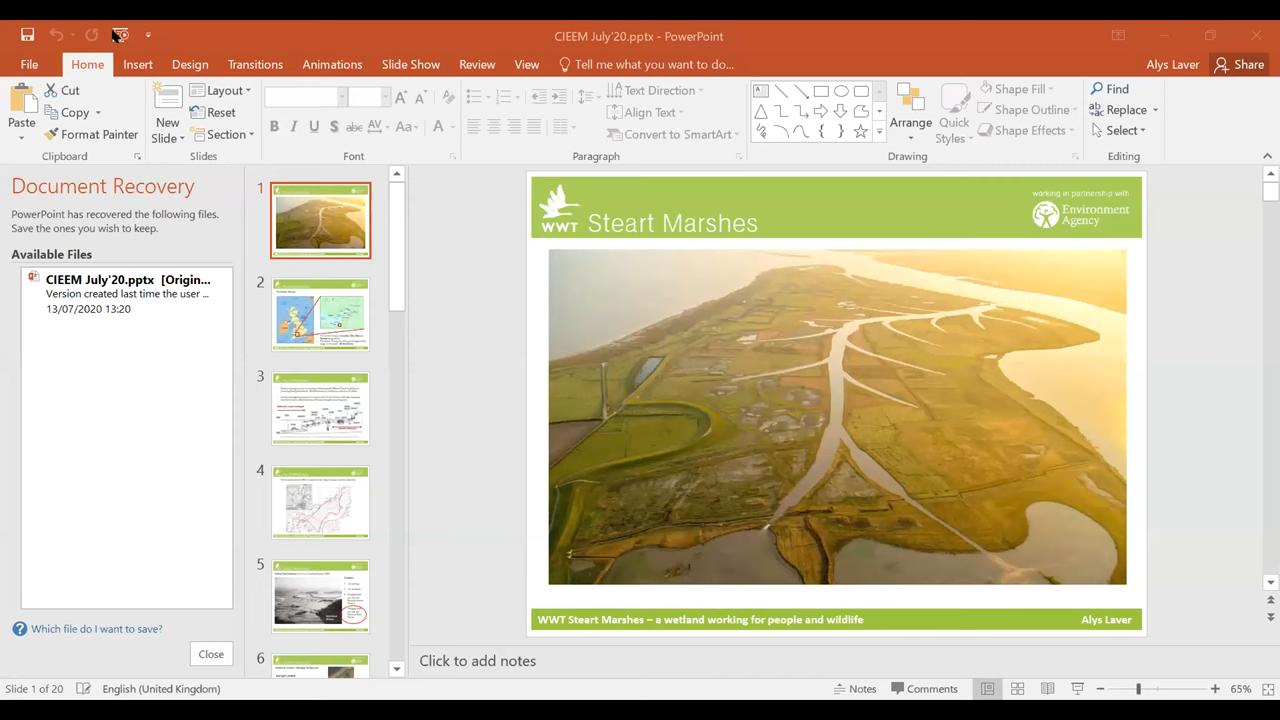 CIEEM July'20.pptx - PowerPoint
File Home Insert Design Transitions Animations Slide Show Review View Tell me what you want to do... Alys Laver Share
Paste
Cut
Copy
Format Painter
Clipboard
New Slide
Layout
Reset
Section
Slides
Font
Text Direction
Align Text
Convert to SmartArt
Paragraph
Arrange
Quick Styles
Shape Fill
Shape Outline
Shape Effects
Drawing
Find
Replace
Select
Editing
Document Recovery
PowerPoint has recovered the following files.
Save the ones you wish to keep.
Available Files
CIEEM July'20.pptx [Origin...
Version created last time the user ...
13/07/2020 13:20
Which file do I want to save?
Close
1
2
3
4
5
6
WWT Steart Marshes
working in partnership with
Environment
Agency
WWT Steart Marshes – a wetland working for people and wildlife Alys Laver
Click to add notes
Slide 1 of 20 English (United Kingdom) Notes Comments 65%